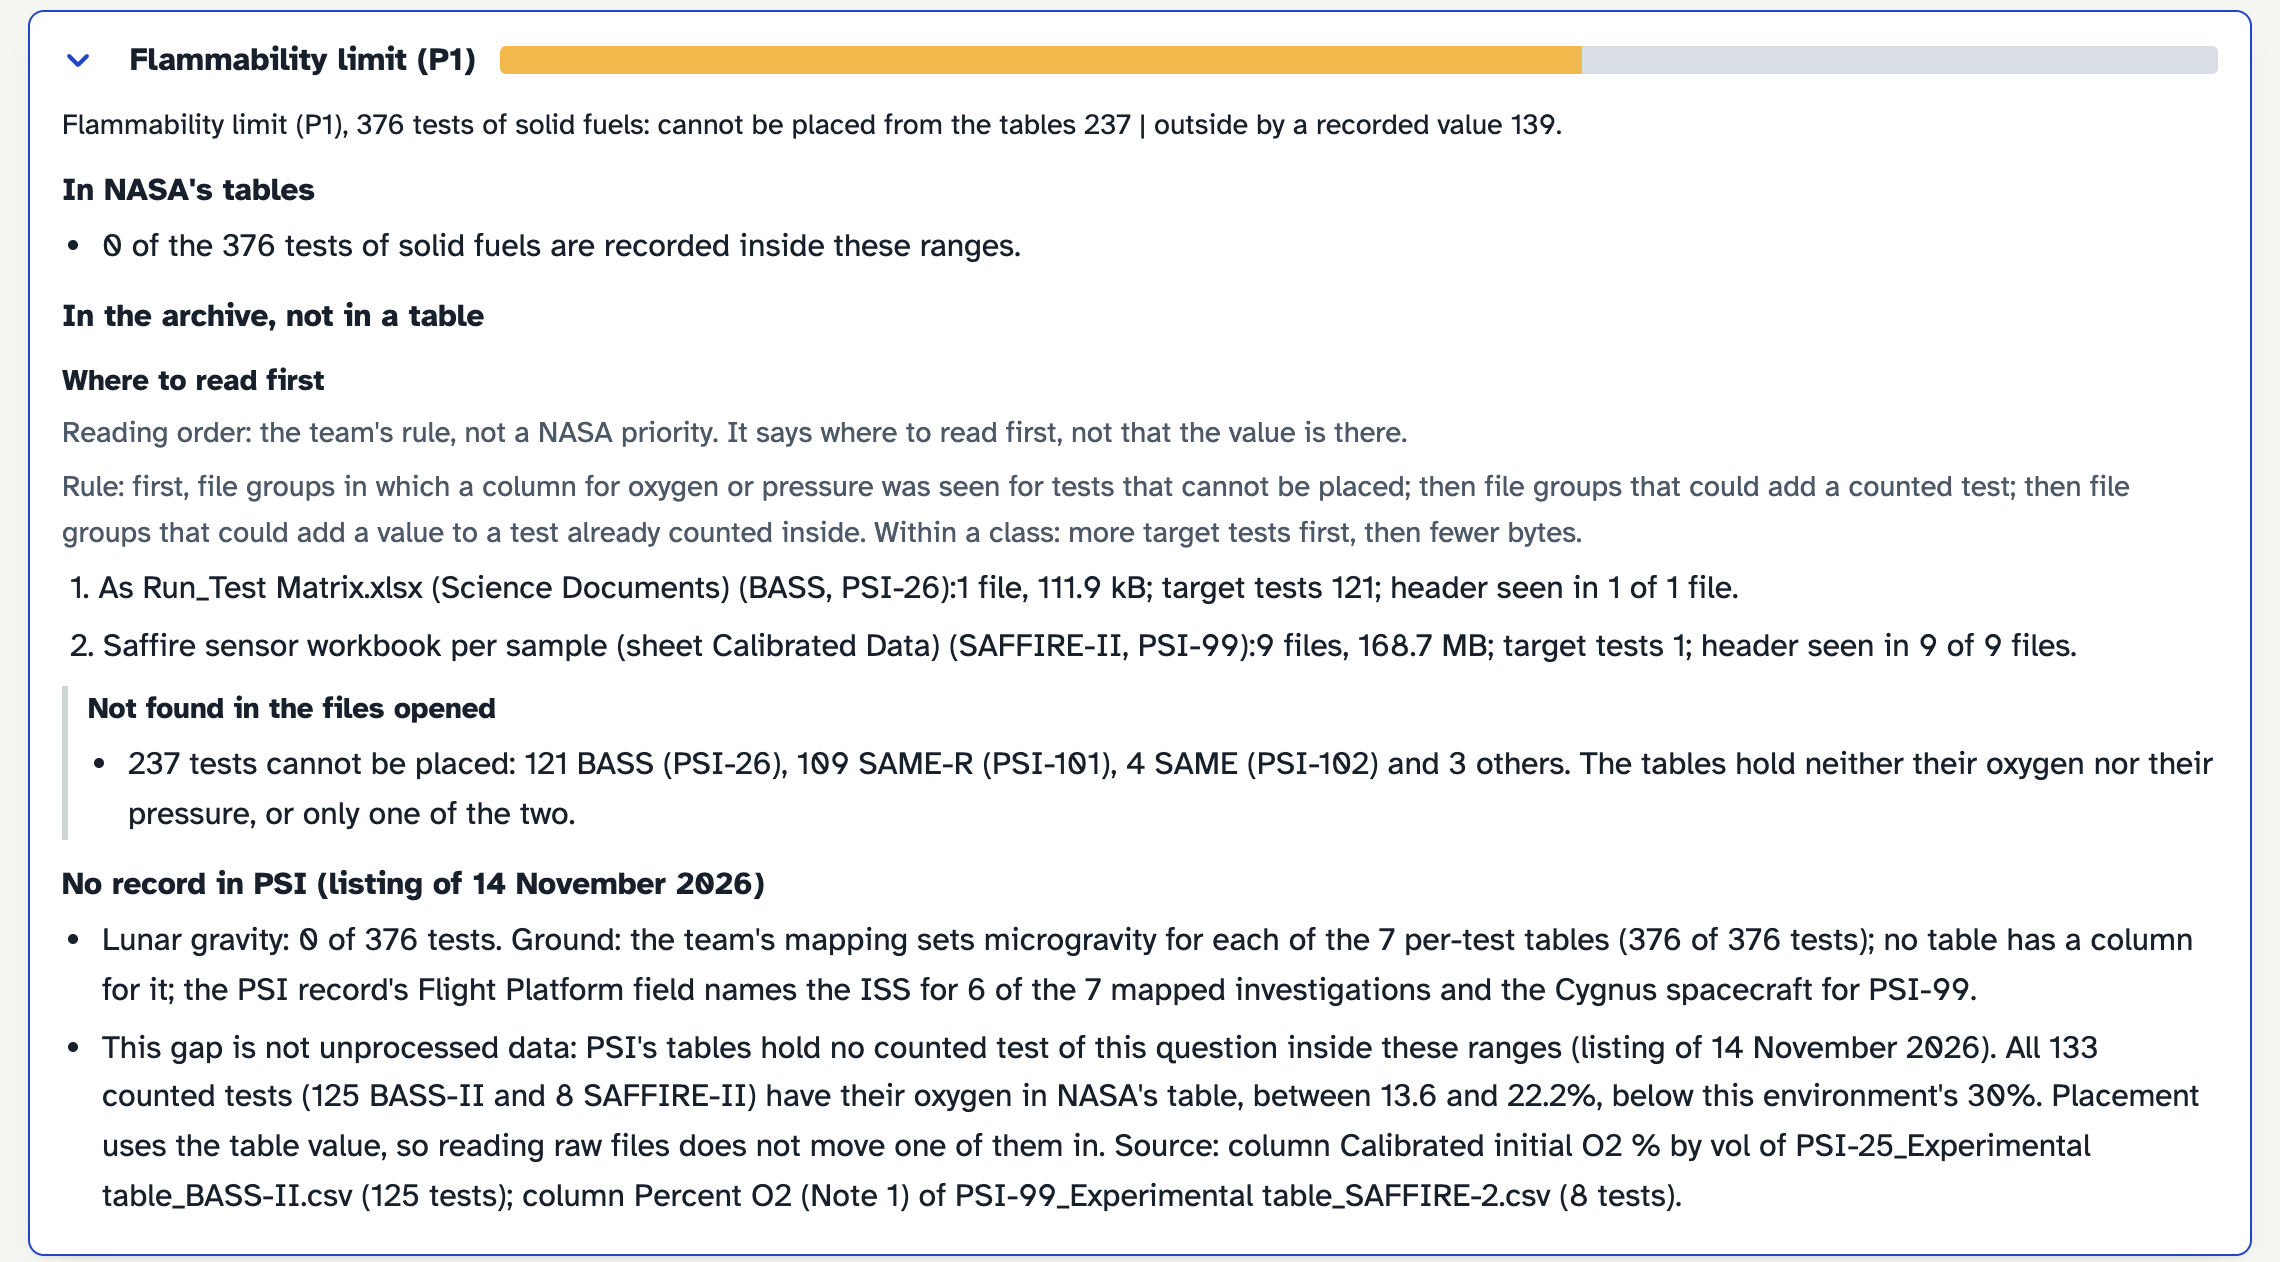 Flammability limit (P1)
Flammability limit (P1), 376 tests of solid fuels: cannot be placed from the tables 237 | outside by a recorded value 139.
In NASA's tables
• 0 of the 376 tests of solid fuels are recorded inside these ranges.
In the archive, not in a table
Where to read first
Reading order: the team's rule, not a NASA priority. It says where to read first, not that the value is there.
Rule: first, file groups in which a column for oxygen or pressure was seen for tests that cannot be placed; then file groups that could add a counted test; then file
groups that could add a value to a test already counted inside. Within a class: more target tests first, then fewer bytes.
1. As Run_Test Matrix.xlsx (Science Documents) (BASS, PSI-26):1 file, 111.9 kB; target tests 121; header seen in 1 of 1 file.
2. Saffire sensor workbook per sample (sheet Calibrated Data) (SAFFIRE-II, PSI-99):9 files, 168.7 MB; target tests 1; header seen in 9 of 9 files.
Not found in the files opened
• 237 tests cannot be placed: 121 BASS (PSI-26), 109 SAME-R (PSI-101), 4 SAME (PSI-102) and 3 others. The tables hold neither their oxygen nor their
pressure, or only one of the two.
No record in PSI (listing of 14 November 2026)
• Lunar gravity: 0 of 376 tests. Ground: the team's mapping sets microgravity for each of the 7 per-test tables (376 of 376 tests); no table has a column
for it; the PSI record's Flight Platform field names the ISS for 6 of the 7 mapped investigations and the Cygnus spacecraft for PSI-99.
• This gap is not unprocessed data: PSI's tables hold no counted test of this question inside these ranges (listing of 14 November 2026). All 133
counted tests (125 BASS-II and 8 SAFFIRE-II) have their oxygen in NASA's table, between 13.6 and 22.2%, below this environment's 30%. Placement
uses the table value, so reading raw files does not move one of them in. Source: column Calibrated initial O2 % by vol of PSI-25_Experimental
table_BASS-II.csv (125 tests); column Percent O2 (Note 1) of PSI-99_Experimental table_SAFFIRE-2.csv (8 tests).